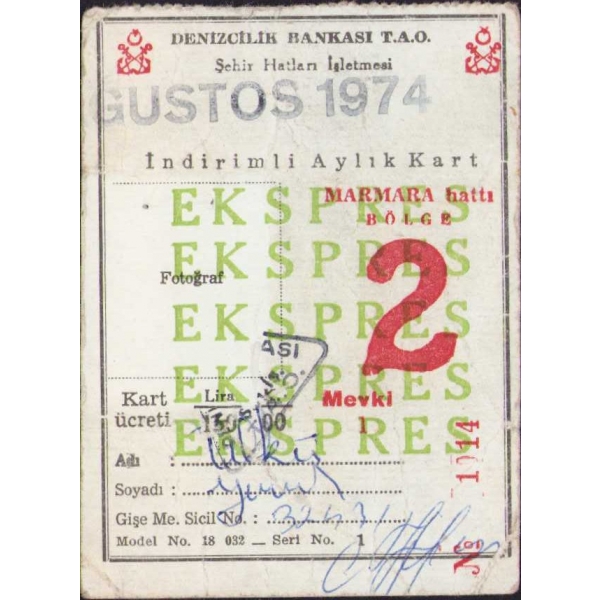 DENİZCİLİK BANKASI T.A.O.
Şehir Hatları İşletmesi
GUSTOS 1974
İndirimli Aylık Kart
MARMARA hattı
BÖLGE
2
EKSPRES
EKSPRES
EKSPRES
EKSPRES
EKSPRES
Fotoğraf
Kart ücreti
Lira
150 00
Mevki
1
Adı :
Soyadı :
Gişe Me. Sicil No. :
Model No. 18 032 — Seri No. 1
№ 1014